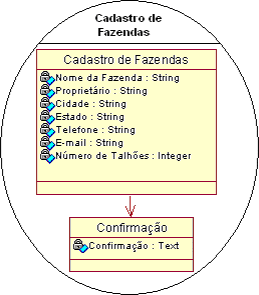 Cadastro de
Fazendas
Cadastro de Fazendas
Nome da Fazenda : String
Proprietário : String
Cidade : String
Estado : String
Telefone : String
E-mail : String
Número de Talhões : Integer
Confirmação
Confirmação : Text